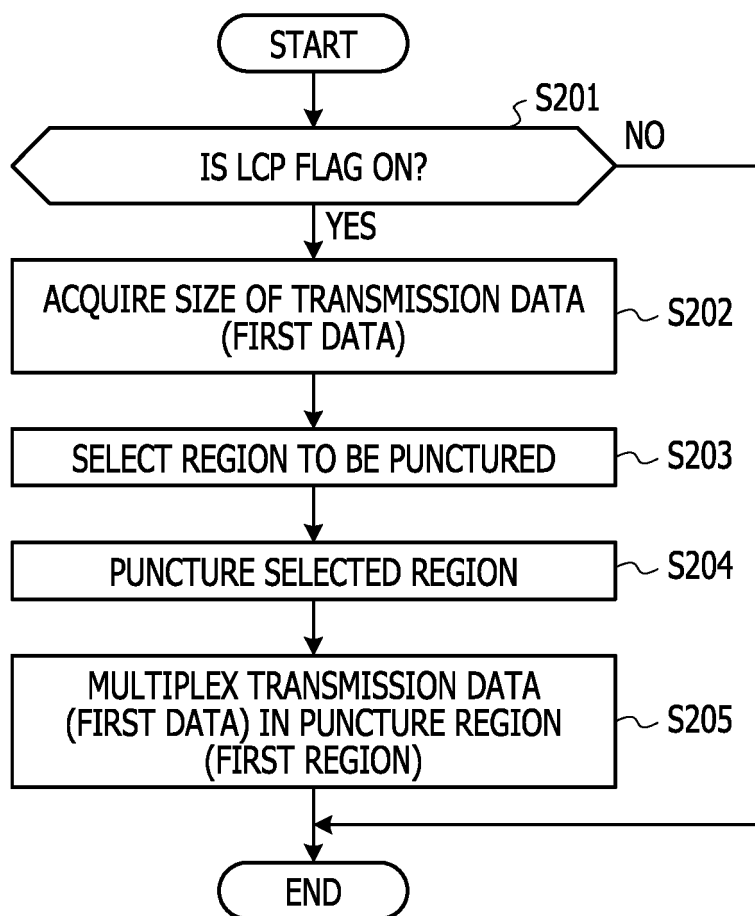 START
S201
IS LCP FLAG ON?
NO
YES
ACQUIRE SIZE OF TRANSMISSION DATA
(FIRST DATA)
S202
SELECT REGION TO BE PUNCTURED
S203
PUNCTURE SELECTED REGION
S204
MULTIPLEX TRANSMISSION DATA
(FIRST DATA) IN PUNCTURE REGION
(FIRST REGION)
S205
END